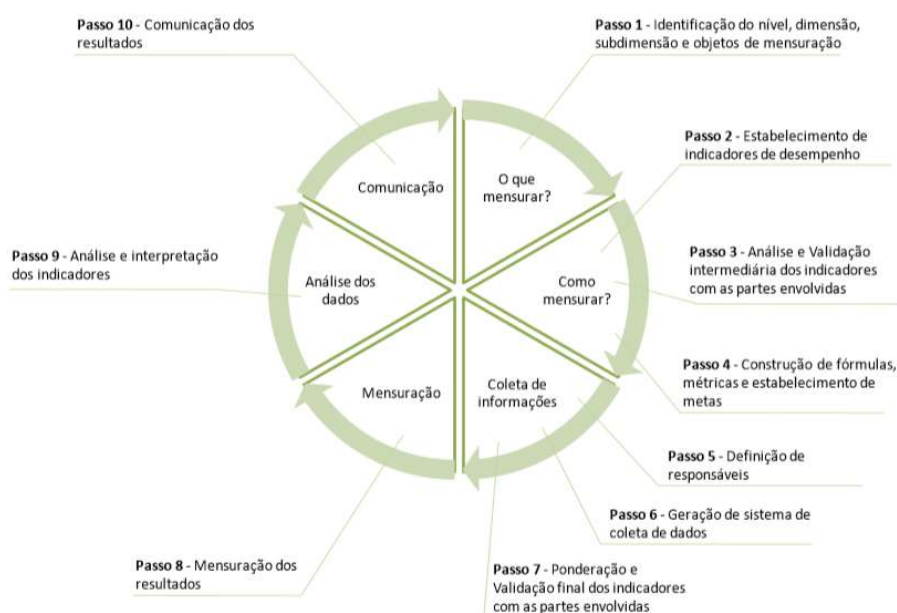 Passo 10 - Comunicação dos
resultados
Passo 1 - Identificação do nível, dimensão,
subdimensão e objetos de mensuração,
Passo 2 - Estabelecimento de
indicadores de desempenho
Comunicação
O que
mensurar?
Passo 9 - Análise e interpretação
dos indicadores
Análise dos
dados
Como
mensurar?
Passo 3 - Análise e Validação
intermediária dos indicadores
com as partes envolvidas
Mensuração
Coleta de
informações
Passo 4 - Construção de fórmulas,
métricas e estabelecimento de
metas
Passo 5 - Definição de
responsáveis
Passo 6 - Geração de sistema de
coleta de dados
Passo 8 - Mensuração dos
resultados
Passo 7 - Ponderação e
Validação final dos indicadores
com as partes envolvidas